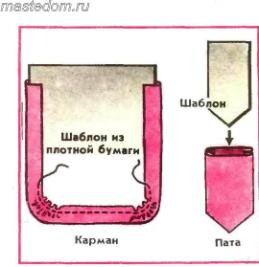 mastedom.ru
Шаблон
Шаблон из
плотной бумаги
Карман
Пата